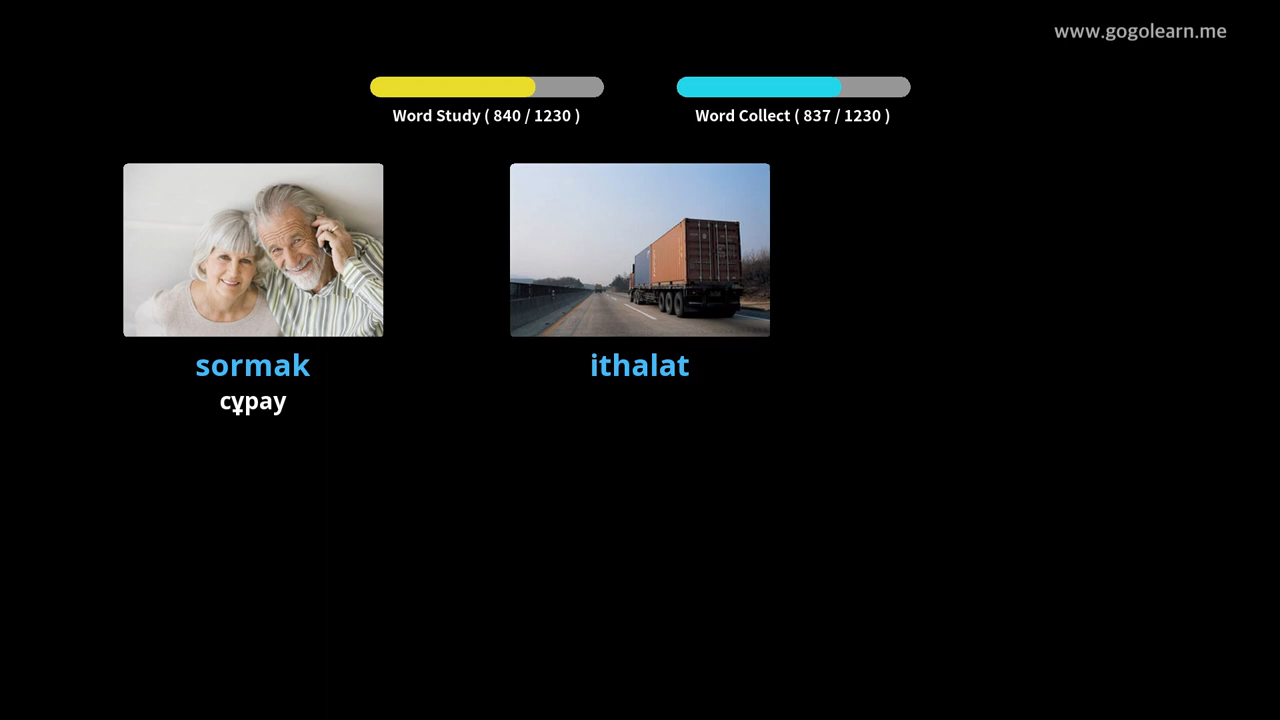 www.gogolearn.me
Word Study ( 840 / 1230 )
Word Collect ( 837 / 1230 )
sormak
сұрау
ithalat